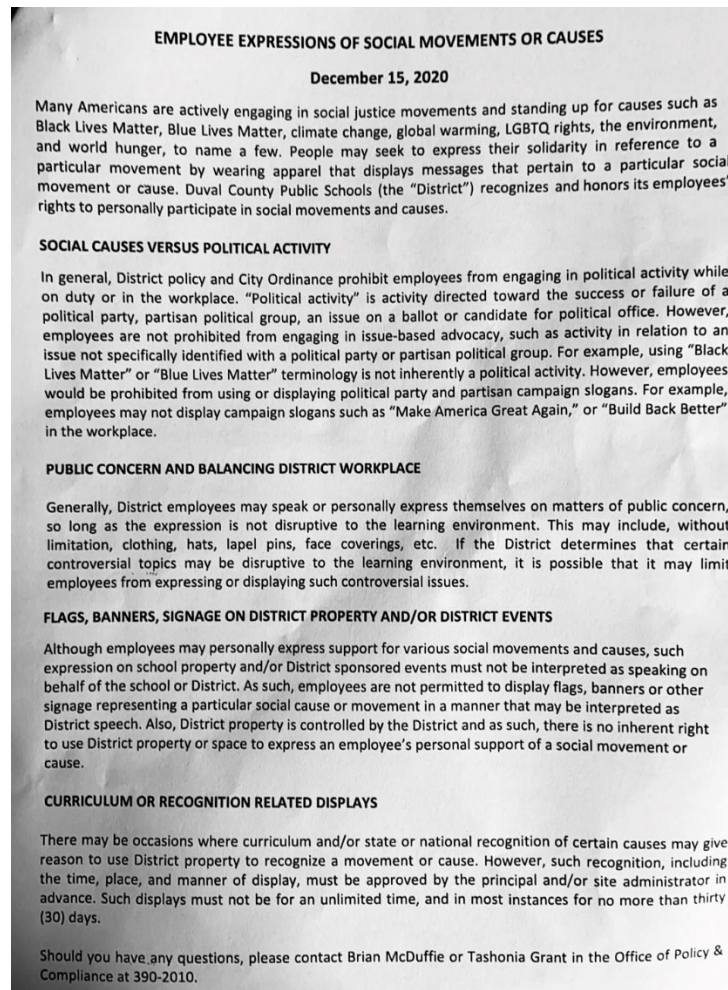 EMPLOYEE EXPRESSIONS OF SOCIAL MOVEMENTS OR CAUSES
December 15, 2020
Many Americans are actively engaging in social justice movements and standing up for causes such as
Black Lives Matter, Blue Lives Matter, climate change, global warming, LGBTQ rights, the environment,
and world hunger, to name a few. People may seek to express their solidarity in reference to a
particular movement by wearing apparel that displays messages that pertain to a particular social
movement or cause. Duval County Public Schools (the “District”) recognizes and honors its employees’
rights to personally participate in social movements and causes.
SOCIAL CAUSES VERSUS POLITICAL ACTIVITY
In general, District policy and City Ordinance prohibit employees from engaging in political activity while
on duty or in the workplace. “Political activity” is activity directed toward the success or failure of a
political party, partisan political group, an issue on a ballot or candidate for political office. However,
employees are not prohibited from engaging in issue-based advocacy, such as activity in relation to an
issue not specifically identified with a political party or partisan political group. For example, using “Black
Lives Matter” or “Blue Lives Matter” terminology is not inherently a political activity. However, employees
would be prohibited from using or displaying political party and partisan campaign slogans. For example,
employees may not display campaign slogans such as “Make America Great Again,” or “Build Back Better”
in the workplace.
PUBLIC CONCERN AND BALANCING DISTRICT WORKPLACE
Generally, District employees may speak or personally express themselves on matters of public concern,
so long as the expression is not disruptive to the learning environment. This may include, without
limitation, clothing, hats, lapel pins, face coverings, etc. If the District determines that certain
controversial topics may be disruptive to the learning environment, it is possible that it may limit
employees from expressing or displaying such controversial issues.
FLAGS, BANNERS, SIGNAGE ON DISTRICT PROPERTY AND/OR DISTRICT EVENTS
Although employees may personally express support for various social movements and causes, such
expression on school property and/or District sponsored events must not be interpreted as speaking on
behalf of the school or District. As such, employees are not permitted to display flags, banners or other
signage representing a particular social cause or movement in a manner that may be interpreted as
District speech. Also, District property is controlled by the District and as such, there is no inherent right
to use District property or space to express an employee’s personal support of a social movement or
cause.
CURRICULUM OR RECOGNITION RELATED DISPLAYS
There may be occasions where curriculum and/or state or national recognition of certain causes may give
reason to use District property to recognize a movement or cause. However, such recognition, including
the time, place, and manner of display, must be approved by the principal and/or site administrator in
advance. Such displays must not be for an unlimited time, and in most instances for no more than thirty
(30) days.
Should you have any questions, please contact Brian McDuffie or Tashonia Grant in the Office of Policy &
Compliance at 390-2010.